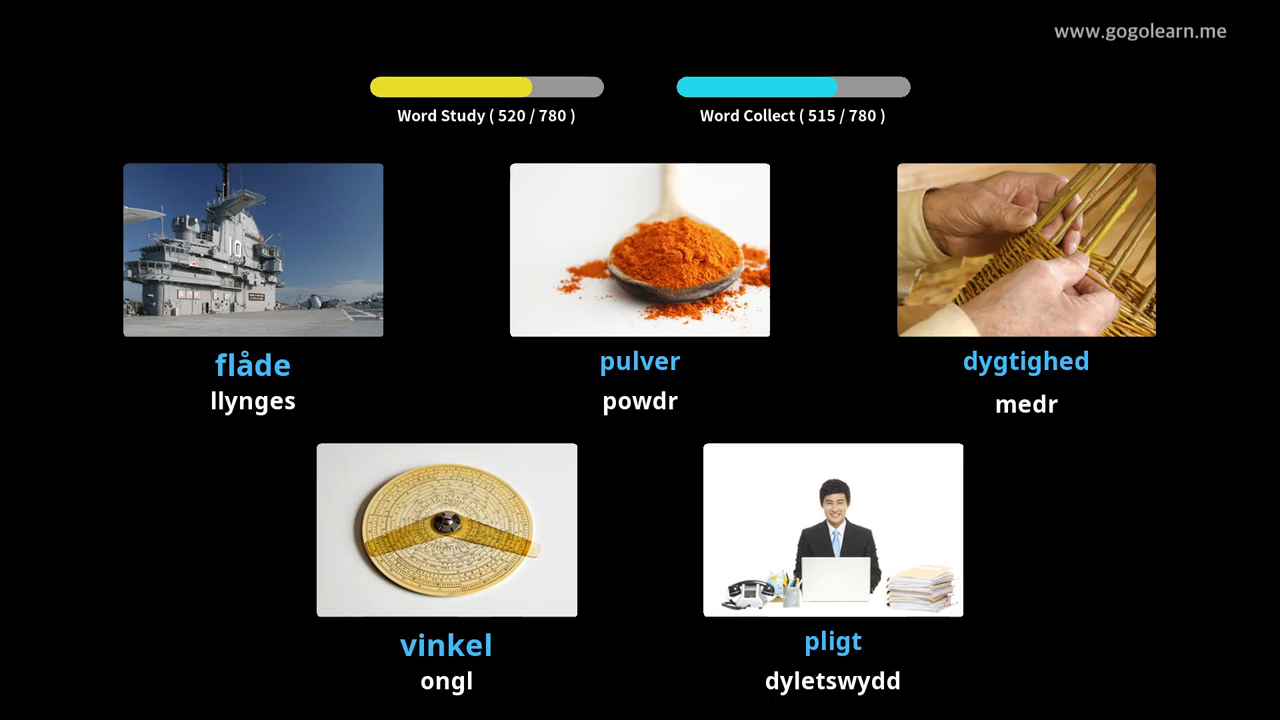 www.gogolearn.me
Word Study ( 520 / 780 )
Word Collect ( 515 / 780 )
flåde
llynges
pulver
powdr
dygtighed
medr
vinkel
ongl
pligt
dyletswydd